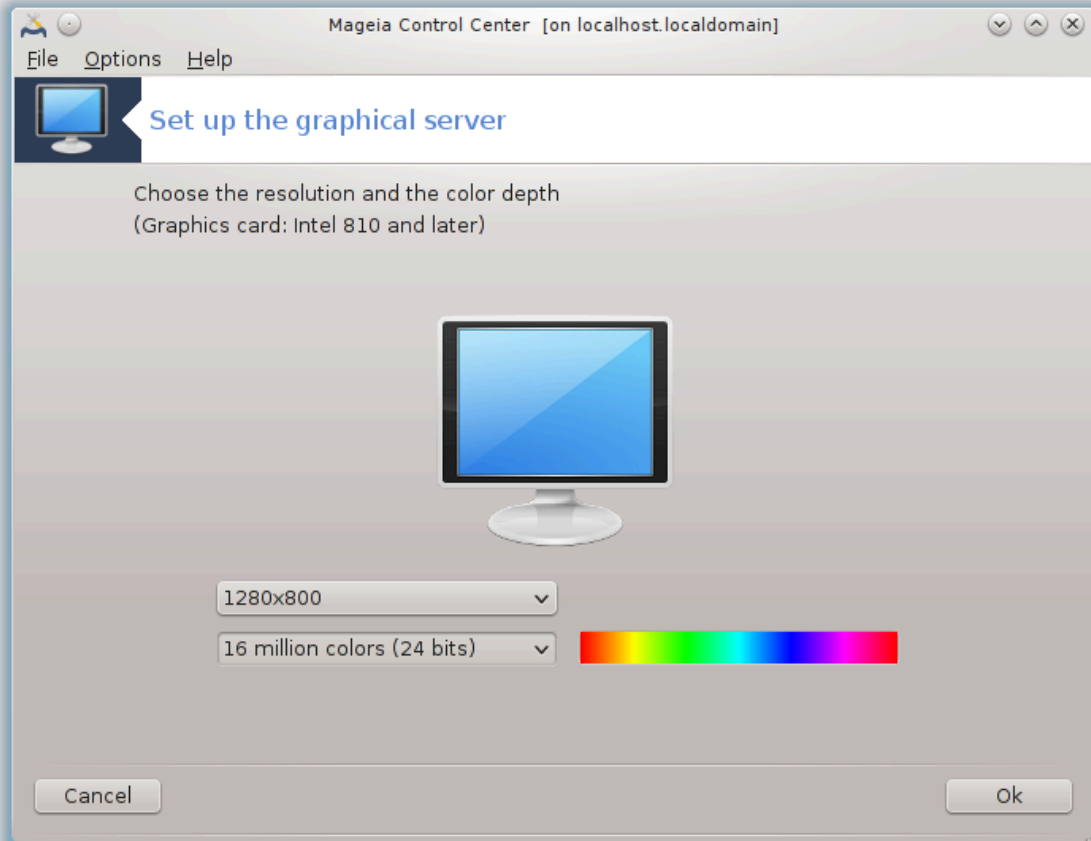 Mageia Control Center [on localhost.localdomain]
File Options Help
Set up the graphical server
Choose the resolution and the color depth
(Graphics card: Intel 810 and later)
1280x800
16 million colors (24 bits)
Cancel Ok